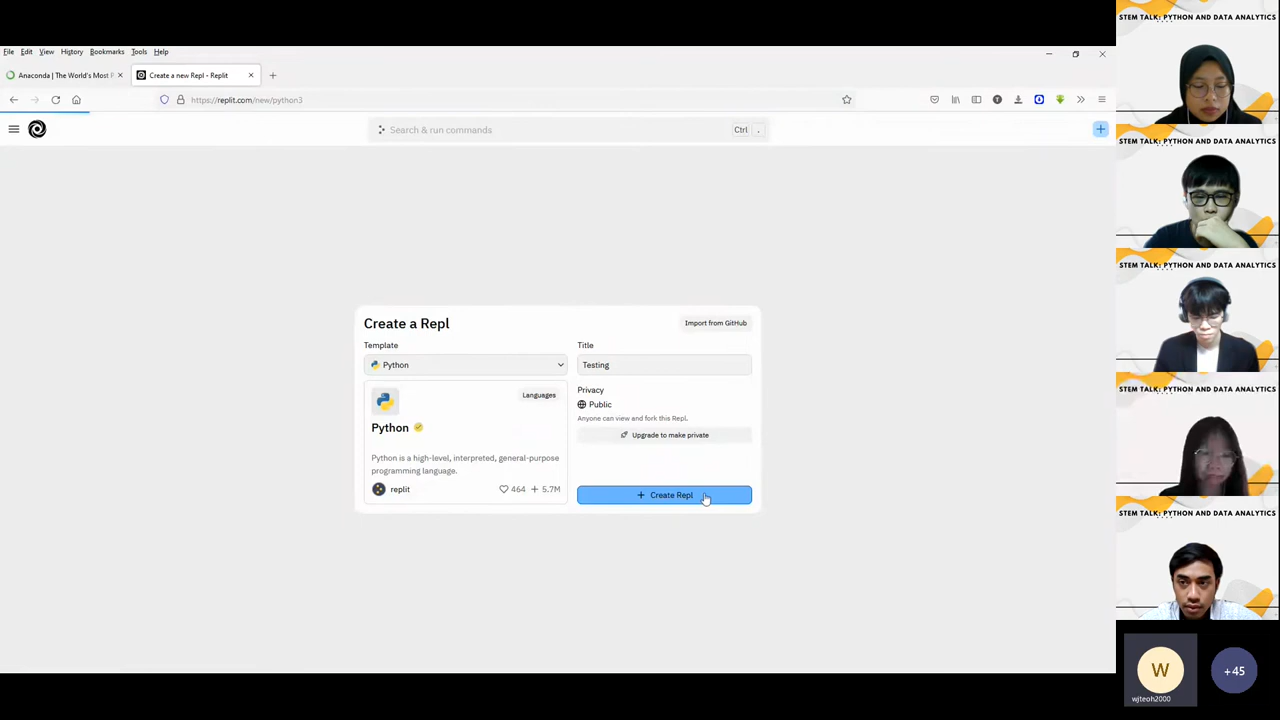 File Edit View History Bookmarks Tools Help
Anaconda | The World's Most P
Create a new Repl - Replit
https://replit.com/new/python3
Search & run commands
Ctrl .
Create a Repl
Import from GitHub
Template
Title
Python
Testing
Languages
Python
Python is a high-level, interpreted, general-purpose
programming language.
replit
464
5.7M
Privacy
Public
Anyone can view and fork this Repl.
Upgrade to make private
+ Create Repl
STEM TALK: PYTHON AND DATA ANALYTICS
STEM TALK: PYTHON AND DATA ANALYTICS
STEM TALK: PYTHON AND DATA ANALYTICS
STEM TALK: PYTHON AND DATA ANALYTICS
STEM TALK: PYTHON AND DATA ANALYTICS
W
wjteoh2000
+45